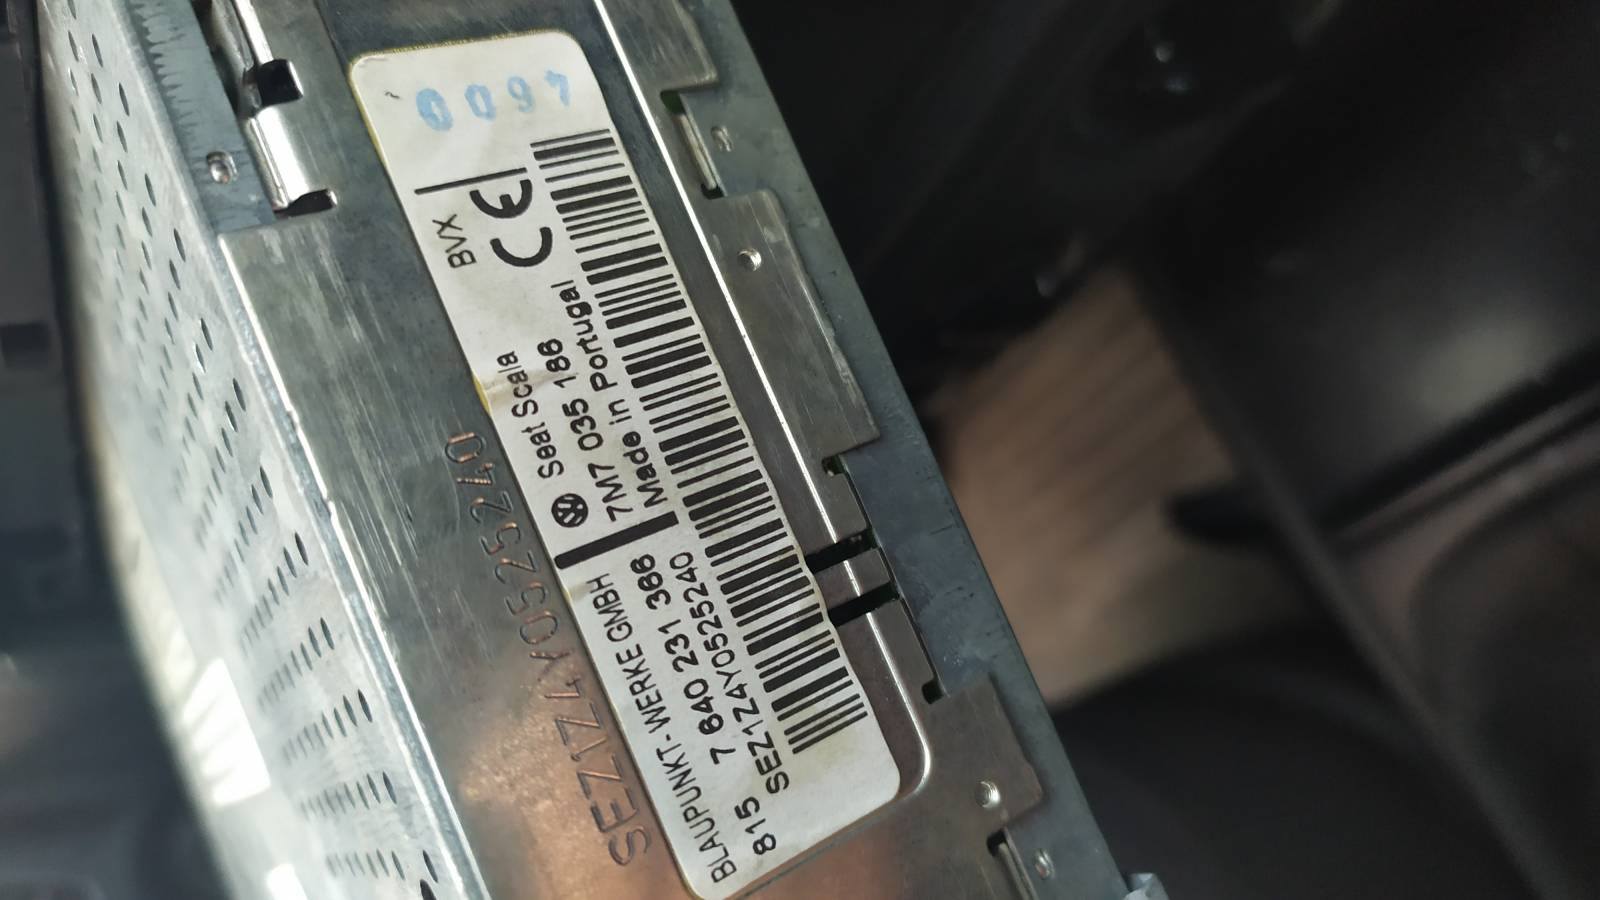 0097
BVX
CE
Seat Scala
7M7 035 186
Made in Portugal
BLAUPUNKT-WERKE GMBH
815 7 640 231 366
SEZ1Z4Y0525240
SEZ1Z4Y0525240